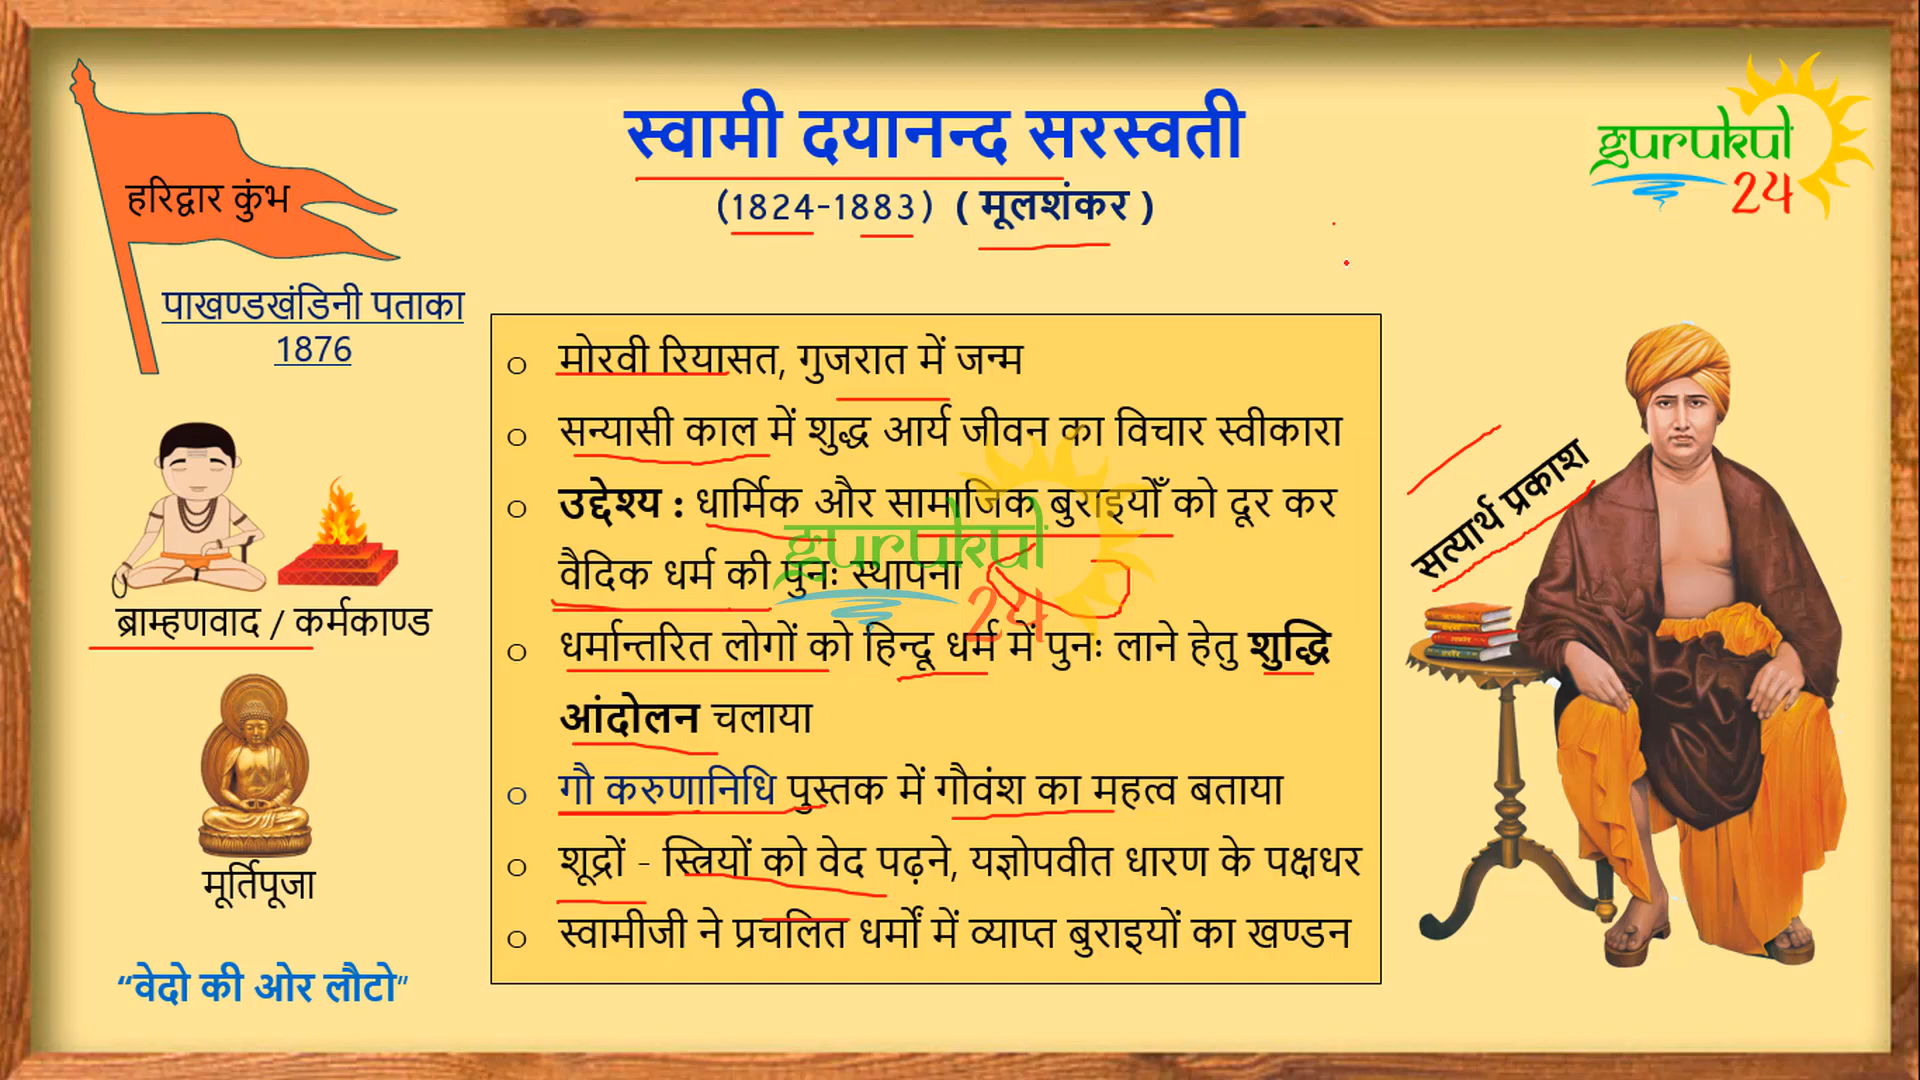 स्वामी दयानन्द सरस्वती
(1824-1883) ( मूलशंकर )
gurukul
24
हरिद्वार कुंभ
पाखण्डखंडिनी पताका
1876
ब्राम्हणवाद / कर्मकाण्ड
मूर्तिपूजा
“वेदो की ओर लौटो”
o मोरवी रियासत, गुजरात में जन्म
o सन्यासी काल में शुद्ध आर्य जीवन का विचार स्वीकारा
o उद्देश्य : धार्मिक और सामाजिक बुराइयोँ को दूर कर
वैदिक धर्म की पुनः स्थापना
o धर्मान्तरित लोगों को हिन्दू धर्म में पुनः लाने हेतु शुद्धि
आंदोलन चलाया
o गौ करुणानिधि पुस्तक में गौवंश का महत्व बताया
o शूद्रों - स्त्रियों को वेद पढ़ने, यज्ञोपवीत धारण के पक्षधर
o स्वामीजी ने प्रचलित धर्मों में व्याप्त बुराइयों का खण्डन
gurukul
24
सत्यार्थ प्रकाश